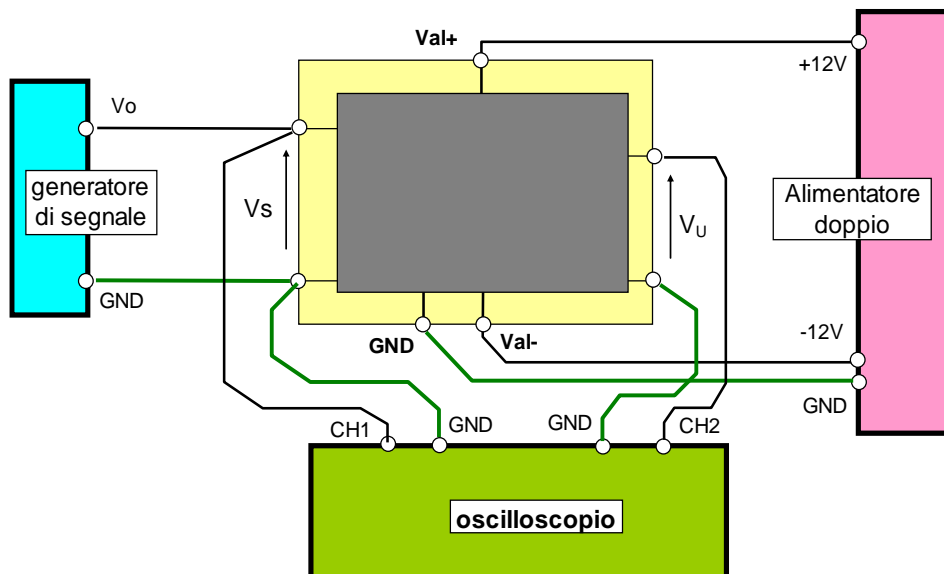 Val+
+12V
Vo
generatore
di segnale
Vs
V_U
Alimentatore
doppio
GND
GND
Val-
-12V
GND
CH1
GND
GND
CH2
oscilloscopio